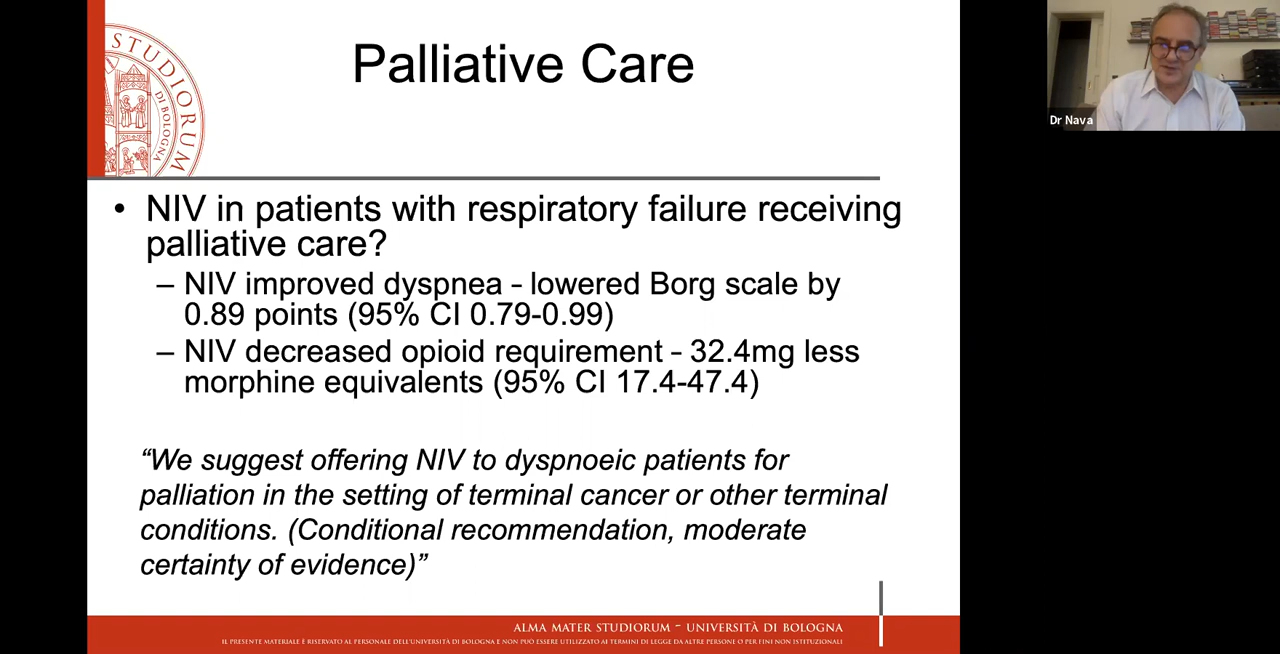 Palliative Care
STUDIORUM
DI BOLOGNA
Dr Nava
• NIV in patients with respiratory failure receiving
palliative care?
– NIV improved dyspnea - lowered Borg scale by
0.89 points (95% CI 0.79-0.99)
– NIV decreased opioid requirement - 32.4mg less
morphine equivalents (95% CI 17.4-47.4)
“We suggest offering NIV to dyspnoeic patients for
palliation in the setting of terminal cancer or other terminal
conditions. (Conditional recommendation, moderate
certainty of evidence)”
ALMA MATER STUDIORUM ~ UNIVERSITÀ DI BOLOGNA
IL PRESENTE MATERIALE È RISERVATO AL PERSONALE DELL'UNIVERSITÀ DI BOLOGNA E NON PUÒ ESSERE UTILIZZATO AI TERMINI DI LEGGE DA ALTRE PERSONE O PER FINI NON ISTITUZIONALI